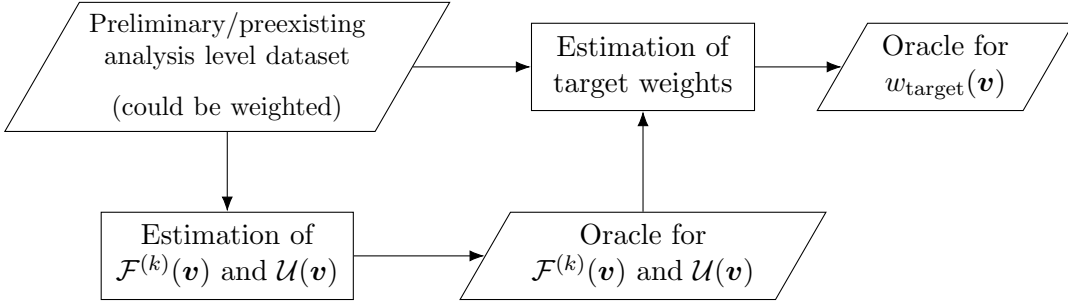 Preliminary/preexisting
analysis level dataset
(could be weighted)
Estimation of
target weights
Oracle for
w_target(v)
Estimation of
ℱ^(k)(v) and 𝒰(v)
Oracle for
ℱ^(k)(v) and 𝒰(v)